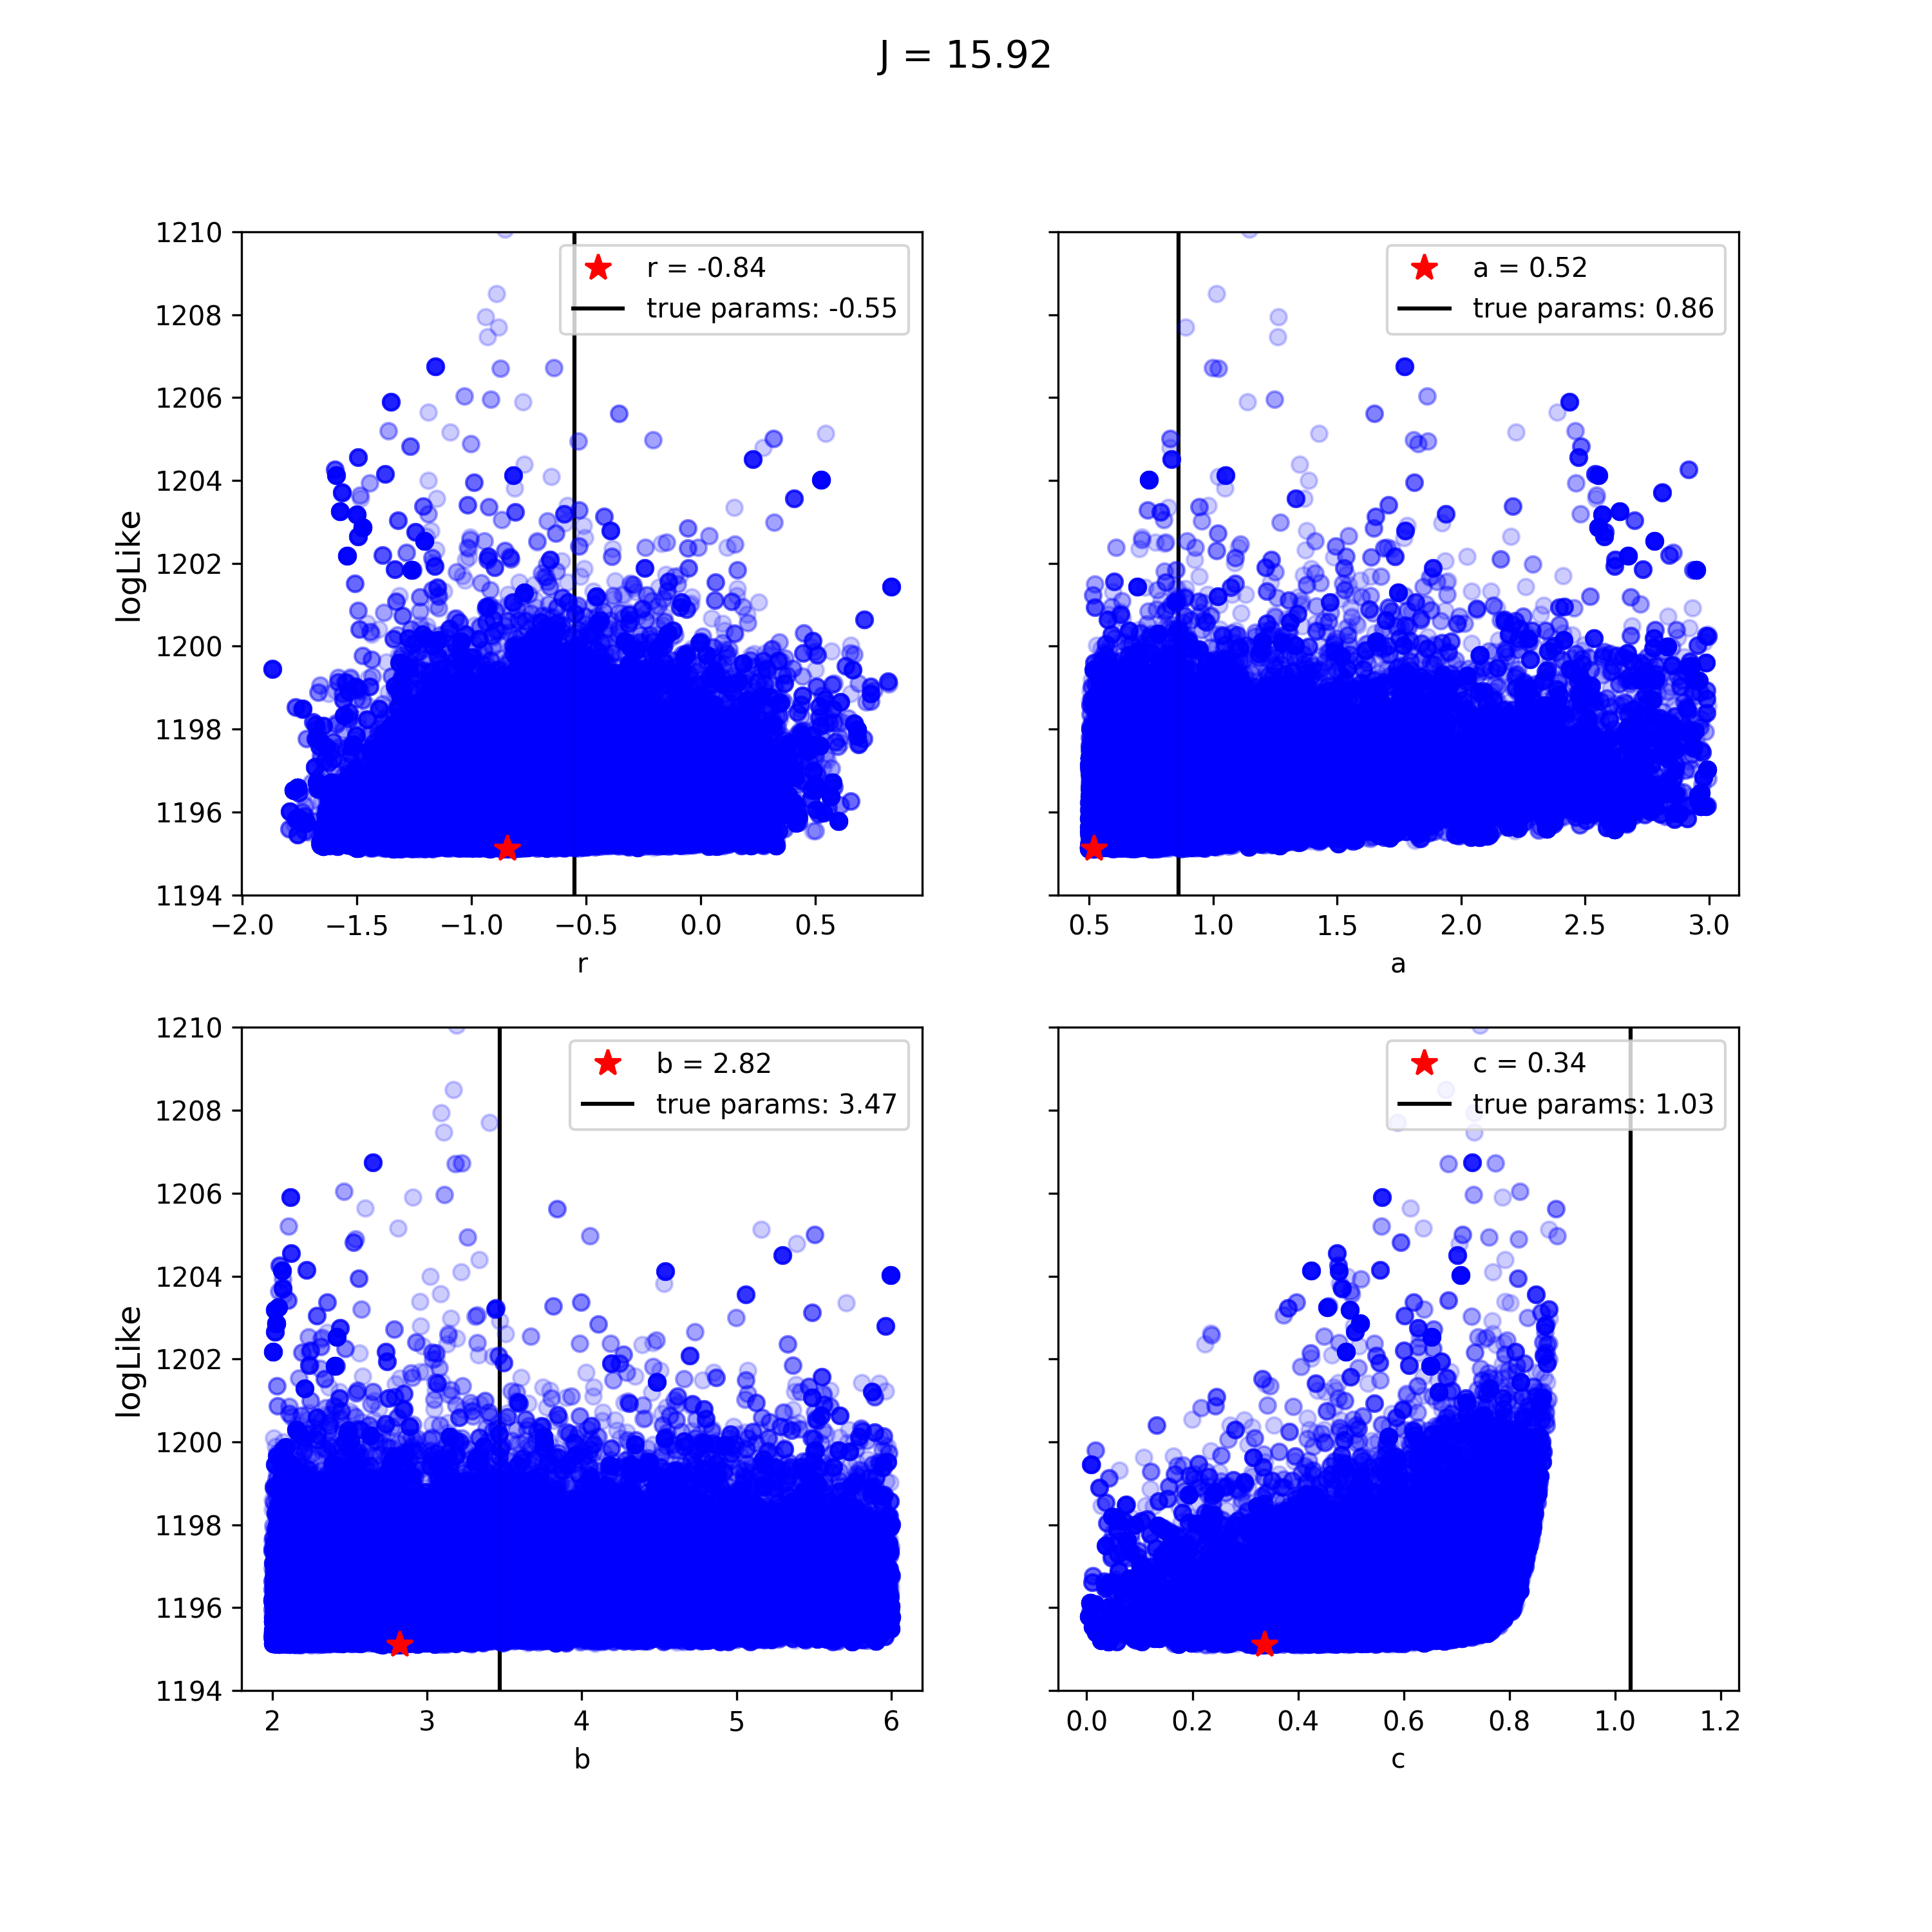 J = 15.92
1210
1208
1206
1204
1202
1200
1198
1196
1194
logLike
r = -0.84
true params: -0.55
−2.0 −1.5 −1.0 −0.5 0.0 0.5
r
a = 0.52
true params: 0.86
0.5 1.0 1.5 2.0 2.5 3.0
a
1210
1208
1206
1204
1202
1200
1198
1196
1194
logLike
b = 2.82
true params: 3.47
2 3 4 5 6
b
c = 0.34
true params: 1.03
0.0 0.2 0.4 0.6 0.8 1.0 1.2
c